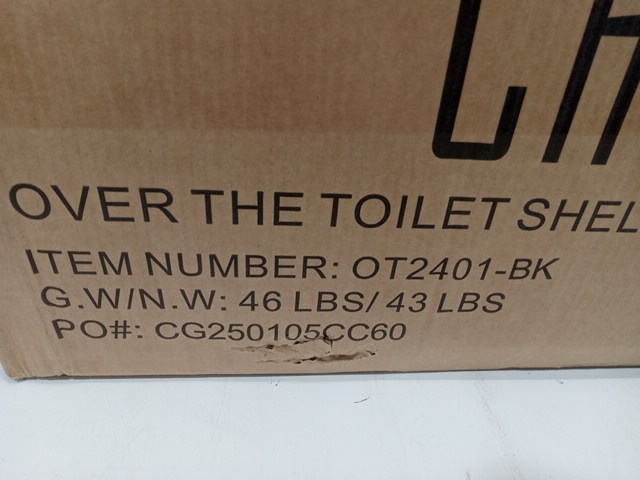 OVER THE TOILET SHEL
ITEM NUMBER: OT2401-BK
G.W/N.W: 46 LBS/ 43 LBS
PO#: CG250105CC60